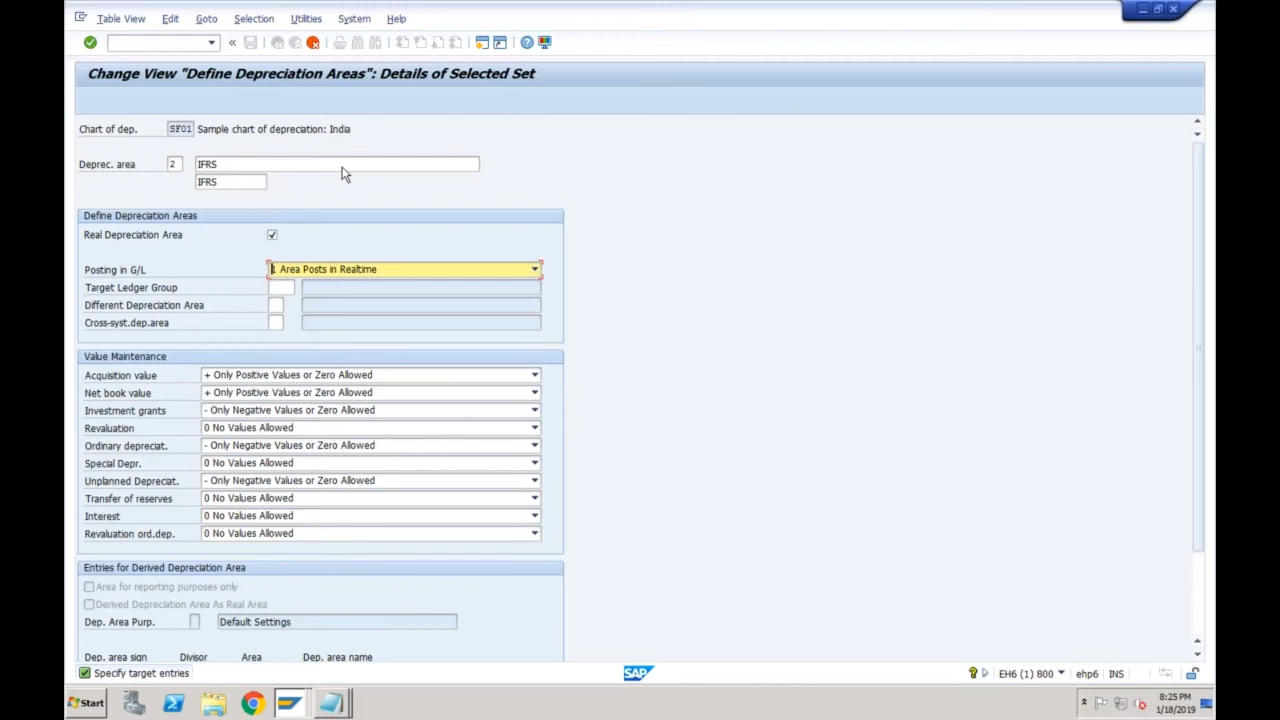 Table View Edit Goto Selection Utilities System Help
Change View "Define Depreciation Areas": Details of Selected Set
Chart of dep. SF01 Sample chart of depreciation: India
Deprec. area 2 IFRS
IFRS
Define Depreciation Areas
Real Depreciation Area
Posting in G/L 1 Area Posts in Realtime
Target Ledger Group
Different Depreciation Area
Cross-syst.dep.area
Value Maintenance
Acquisition value + Only Positive Values or Zero Allowed
Net book value + Only Positive Values or Zero Allowed
Investment grants - Only Negative Values or Zero Allowed
Revaluation 0 No Values Allowed
Ordinary depreciat. - Only Negative Values or Zero Allowed
Special Depr. 0 No Values Allowed
Unplanned Depreciat. - Only Negative Values or Zero Allowed
Transfer of reserves 0 No Values Allowed
Interest 0 No Values Allowed
Revaluation ord.dep. 0 No Values Allowed
Entries for Derived Depreciation Area
Area for reporting purposes only
Derived Depreciation Area As Real Area
Dep. Area Purp. Default Settings
Dep. area sign Divisor Area Dep. area name
Specify target entries SAP EH6 (1) 800 ehp6 INS
Start 8:25 PM
1/18/2019